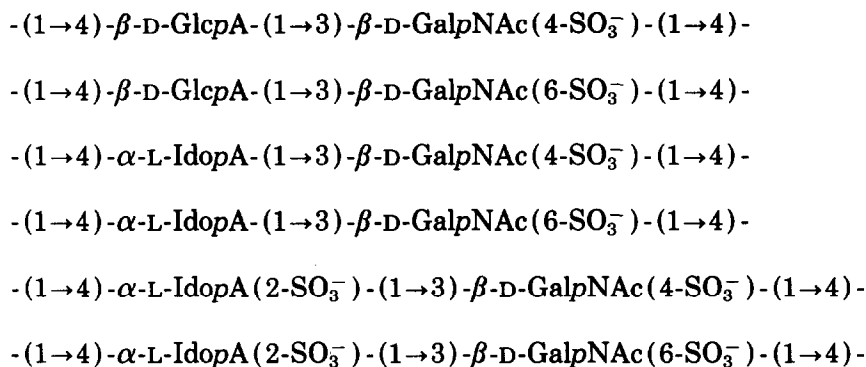 -(1→4)-β-D-GlcpA-(1→3)-β-D-GalpNAc(4-SO₃⁻)-(1→4)-
-(1→4)-β-D-GlcpA-(1→3)-β-D-GalpNAc(6-SO₃⁻)-(1→4)-
-(1→4)-α-L-IdopA-(1→3)-β-D-GalpNAc(4-SO₃⁻)-(1→4)-
-(1→4)-α-L-IdopA-(1→3)-β-D-GalpNAc(6-SO₃⁻)-(1→4)-
-(1→4)-α-L-IdopA(2-SO₃⁻)-(1→3)-β-D-GalpNAc(4-SO₃⁻)-(1→4)-
-(1→4)-α-L-IdopA(2-SO₃⁻)-(1→3)-β-D-GalpNAc(6-SO₃⁻)-(1→4)-